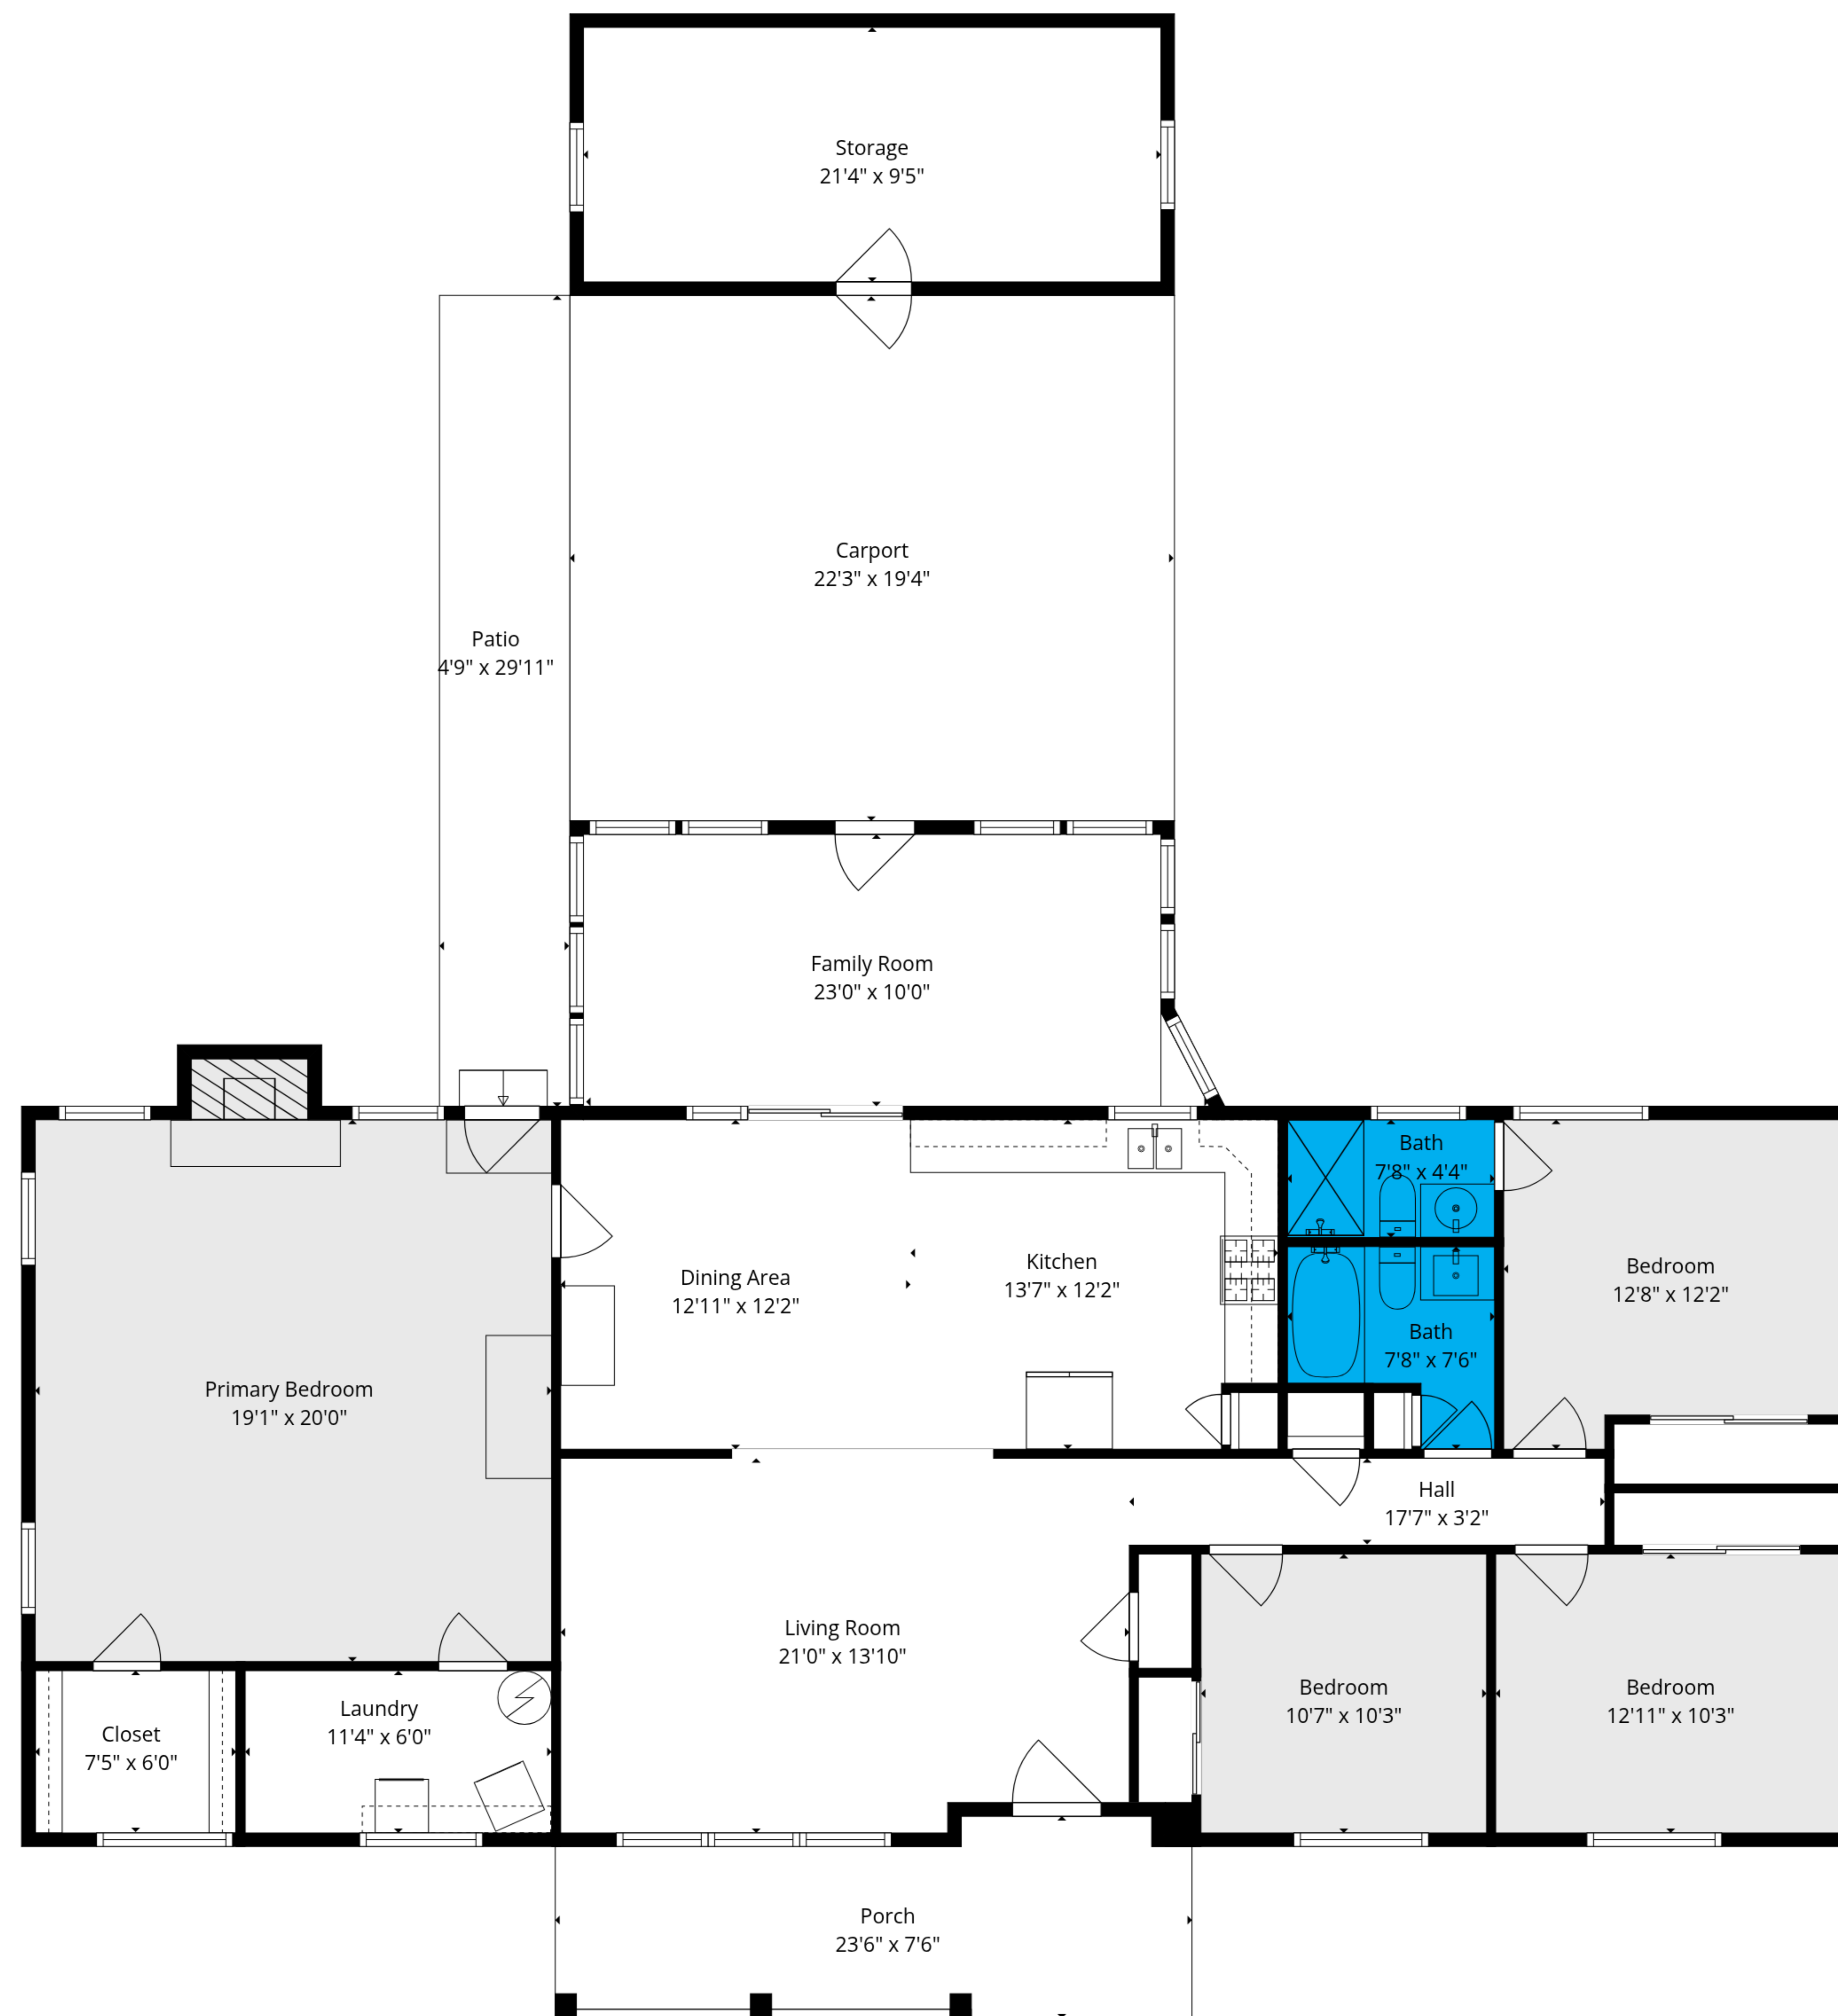 Storage
21'4" x 9'5"
Carport
22'3" x 19'4"
Patio
4'9" x 29'11"
Family Room
23'0" x 10'0"
Bath
7'8" x 4'4"
Kitchen
13'7" x 12'2"
Dining Area
12'11" x 12'2"
Bedroom
12'8" x 12'2"
Bath
7'8" x 7'6"
Primary Bedroom
19'1" x 20'0"
Hall
17'7" x 3'2"
Living Room
21'0" x 13'10"
Bedroom
10'7" x 10'3"
Bedroom
12'11" x 10'3"
Laundry
11'4" x 6'0"
Closet
7'5" x 6'0"
Porch
23'6" x 7'6"